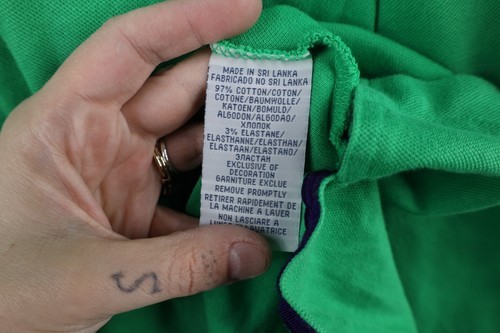 MADE IN SRI LANKA
FABRICADO NO SRI LANKA
97% COTTON/COTON/
COTONE/BAUMWOLLE/
KATOEN/BOMULD/
ALGODON/ALGODAO/
ХЛОПОК
3% ELASTANE/
ELASTHANNE/ELASTHAN/
ELASTAAN/ELASTANO/
ЭЛАСТАН
EXCLUSIVE OF
DECORATION
GARNITURE EXCLUE
REMOVE PROMPTLY
RETIRER RAPIDEMENT DE
LA MACHINE A LAVER
NON LASCIARE A